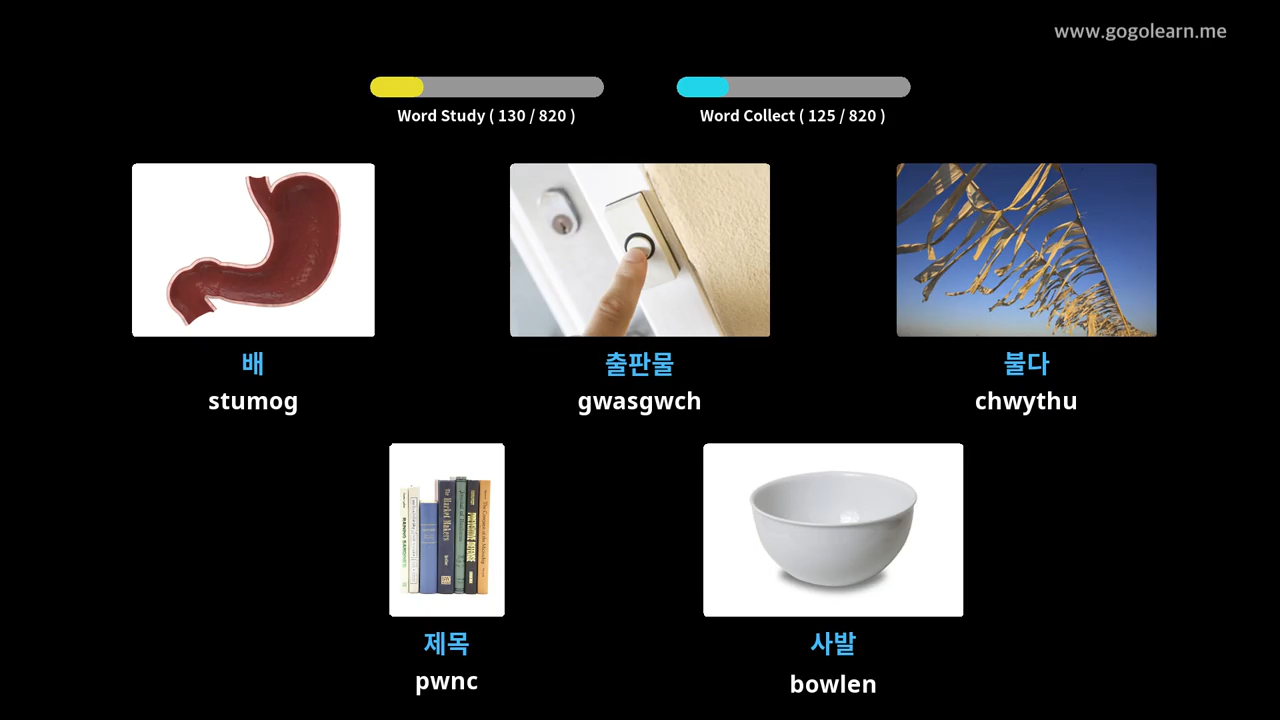 www.gogolearn.me
Word Study ( 130 / 820 )
Word Collect ( 125 / 820 )
배
출판물
불다
stumog
gwasgwch
chwythu
제목
사발
pwnc
bowlen